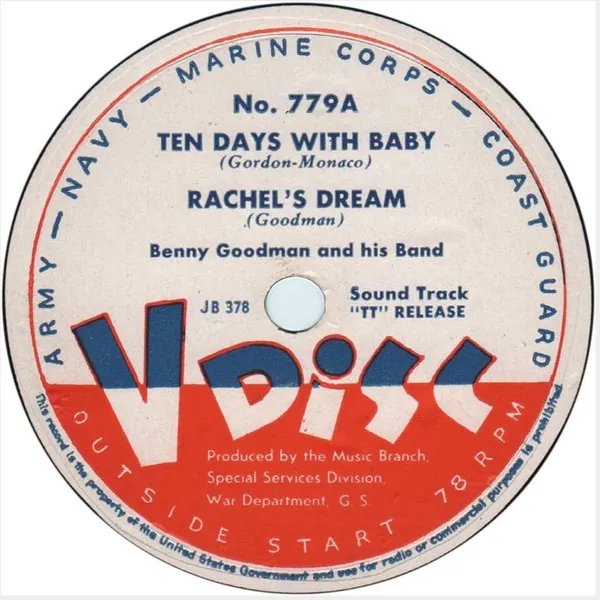 ARMY — NAVY — MARINE CORPS — COAST GUARD
No. 779A
TEN DAYS WITH BABY
(Gordon-Monaco)
RACHEL'S DREAM
(Goodman)
Benny Goodman and his Band
JB 378
Sound Track
"TT" RELEASE
V DISC
Produced by the Music Branch,
Special Services Division,
War Department, G. S.
OUTSIDE START 78 RPM
This record is the property of the United States Government and use for radio or commercial purposes is prohibited.